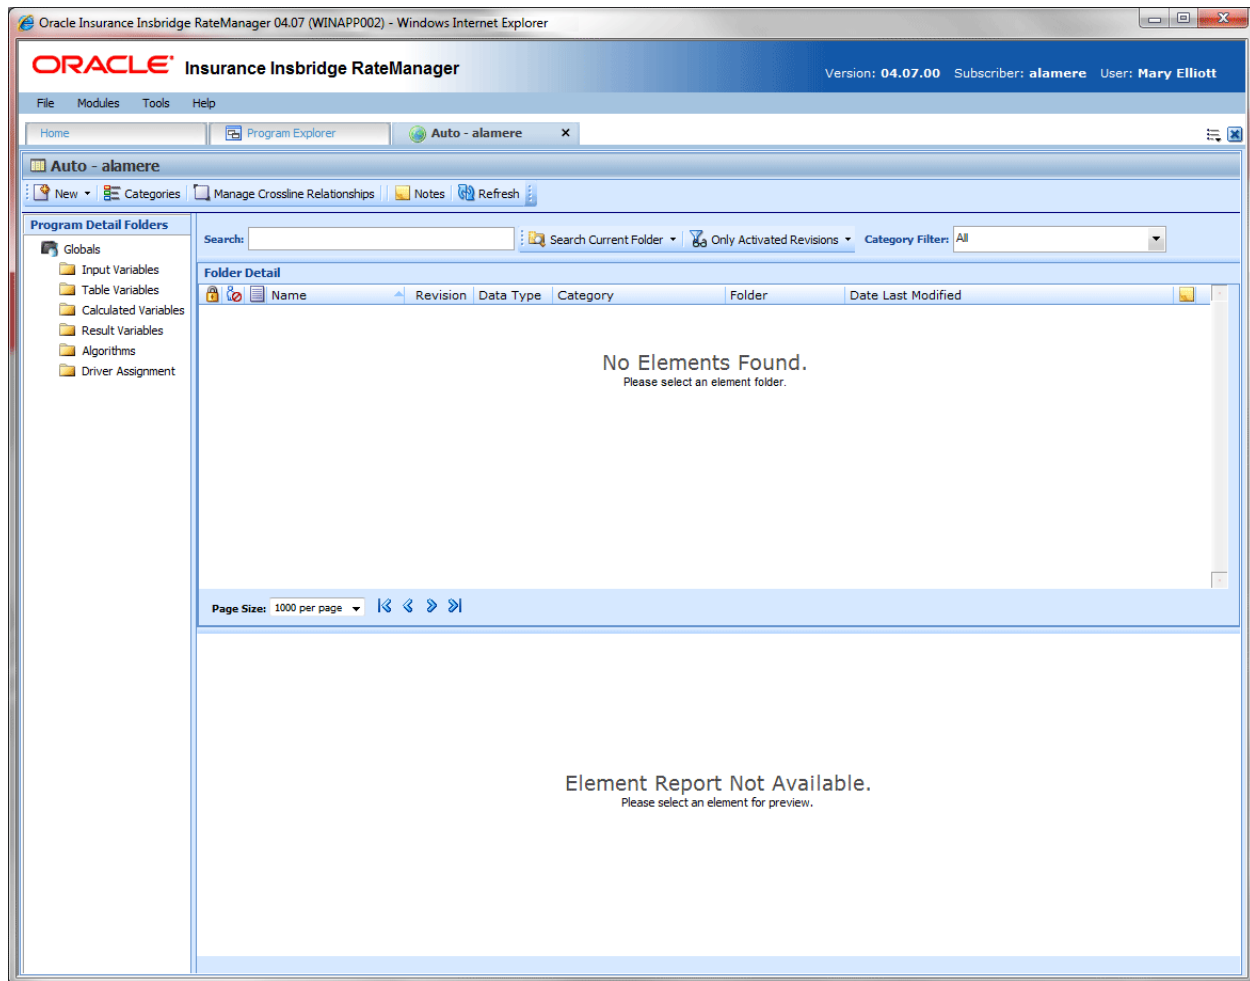 Oracle Insurance Insbridge RateManager 04.07 (WINAPP002) - Windows Internet Explorer
ORACLE® Insurance Insbridge RateManager
Version: 04.07.00 Subscriber: alamere User: Mary Elliott
File Modules Tools Help
Home Program Explorer Auto - alamere
Auto - alamere
New Categories Manage Crossline Relationships Notes Refresh
Program Detail Folders
Globals
Input Variables
Table Variables
Calculated Variables
Result Variables
Algorithms
Driver Assignment
Search: Search Current Folder Only Activated Revisions Category Filter: All
Folder Detail
Name Revision Data Type Category Folder Date Last Modified
No Elements Found.
Please select an element folder.
Page Size: 1000 per page
Element Report Not Available.
Please select an element for preview.